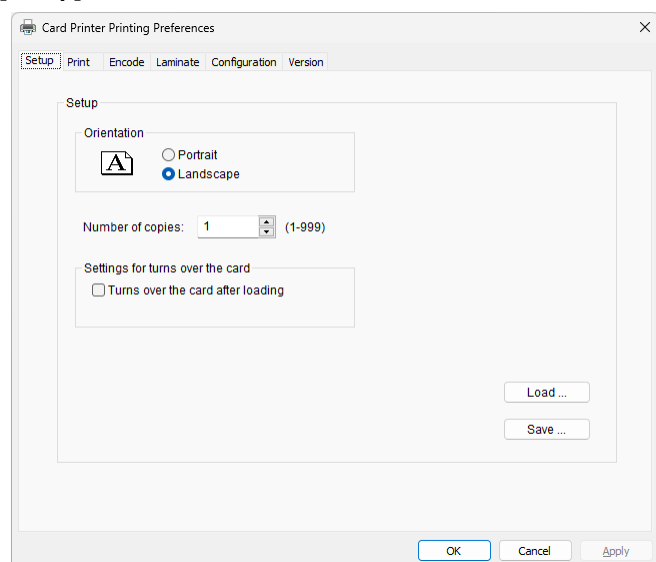 Card Printer Printing Preferences
Setup Print Encode Laminate Configuration Version
Setup
Orientation
A
Portrait
Landscape
Number of copies: 1 (1-999)
Settings for turns over the card
Turns over the card after loading
Load ...
Save ...
OK Cancel Apply